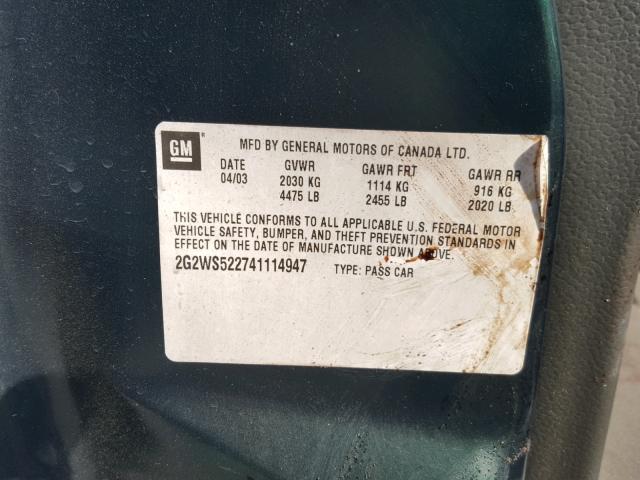 GM ® MFD BY GENERAL MOTORS OF CANADA LTD.
DATE GVWR GAWR FRT GAWR RR
04/03 2030 KG 1114 KG 916 KG
4475 LB 2455 LB 2020 LB
THIS VEHICLE CONFORMS TO ALL APPLICABLE U.S. FEDERAL MOTOR
VEHICLE SAFETY, BUMPER, AND THEFT PREVENTION STANDARDS IN
EFFECT ON THE DATE OF MANUFACTURE SHOWN ABOVE.
2G2WS522741114947 TYPE: PASS CAR